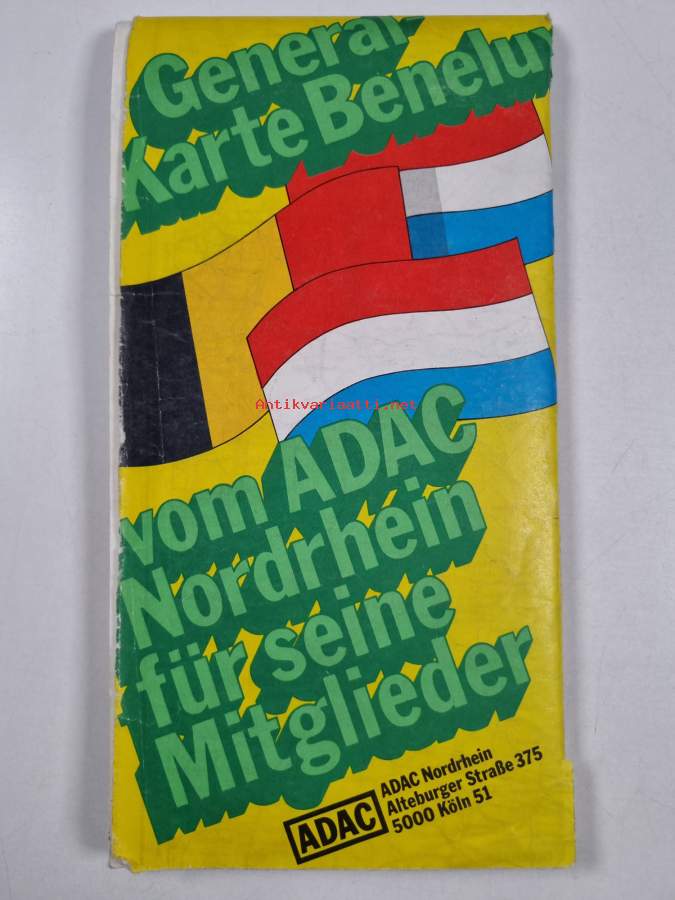 General-
Karte Benelux
Antikvariaatti.net
vom ADAC
Nordrhein
für seine
Mitglieder
ADAC
ADAC Nordrhein
Alteburger Straße 375
5000 Köln 51